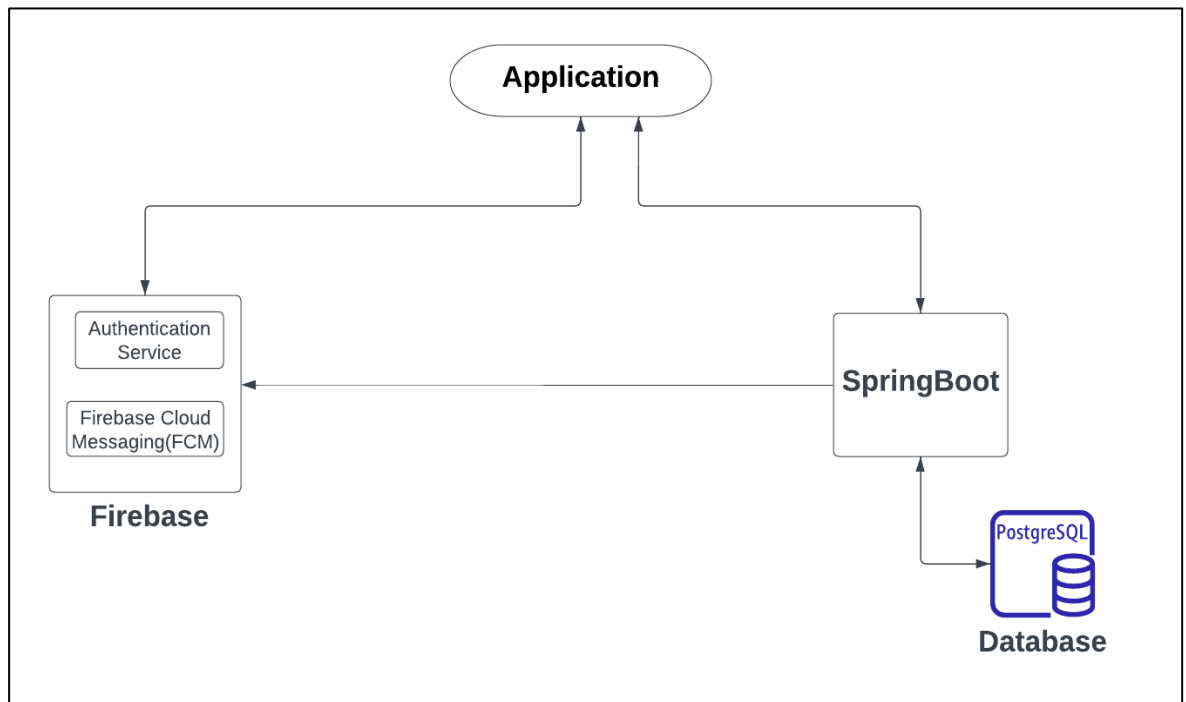 Application
Authentication
Service
Firebase Cloud
Messaging(FCM)
Firebase
SpringBoot
PostgreSQL
Database